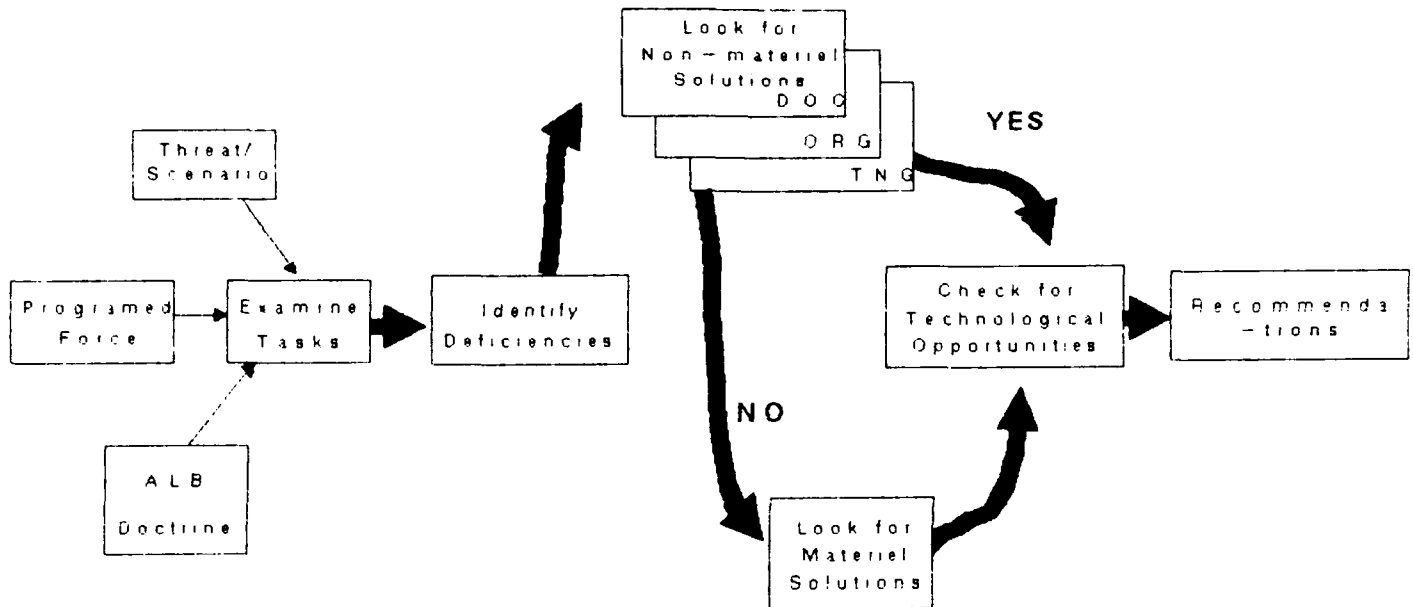 Look for
Non-materiel
Solutions
DOC
ORG
TNG
YES
Threat/
Scenario
Programed
Force
Examine
Tasks
Identify
Deficiencies
Check for
Technological
Opportunities
Recommenda
-tions
ALB
Doctrine
NO
Look for
Materiel
Solutions